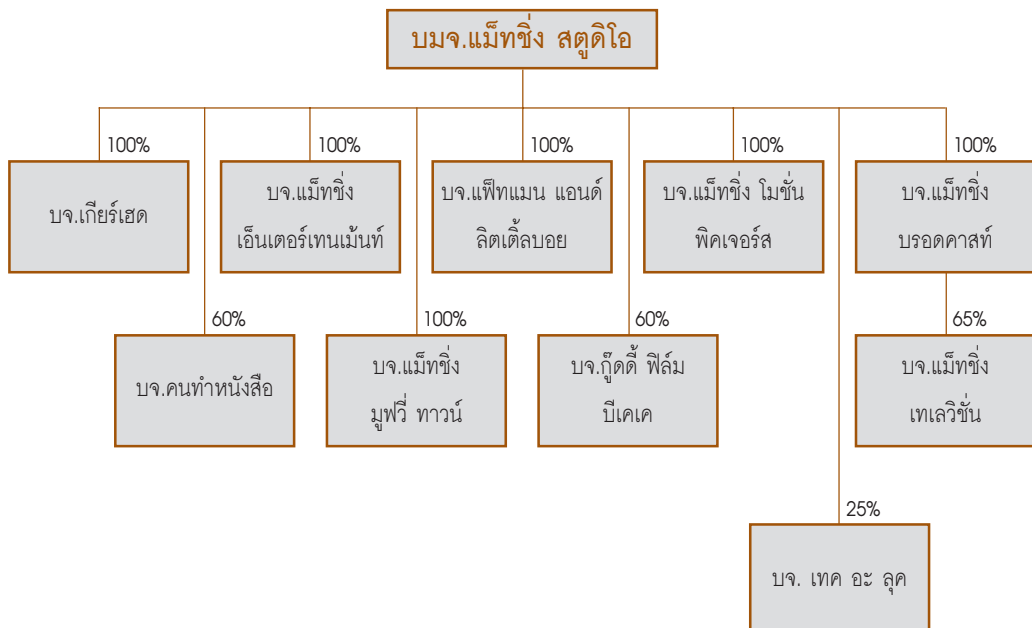 บมจ.แม็ทชิ่ง สตูดิโอ
100%
100%
100%
100%
100%
บจ.เกียร์เฮด
บจ.แม็ทชิ่ง
เอ็นเตอร์เทนเม้นท์
บจ.แฟ็ทแมน แอนด์
ลิตเติ้ลบอย
บจ.แม็ทชิ่ง โมชั่น
พิคเจอร์ส
บจ.แม็ทชิ่ง
บรอดคาสท์
60%
100%
60%
65%
บจ.คนทำหนังสือ
บจ.แม็ทชิ่ง
มูฟวี่ ทาวน์
บจ.กู๊ดดี้ ฟิล์ม
บีเคเค
บจ.แม็ทชิ่ง
เทเลวิชั่น
25%
บจ. เทค อะ ลุค